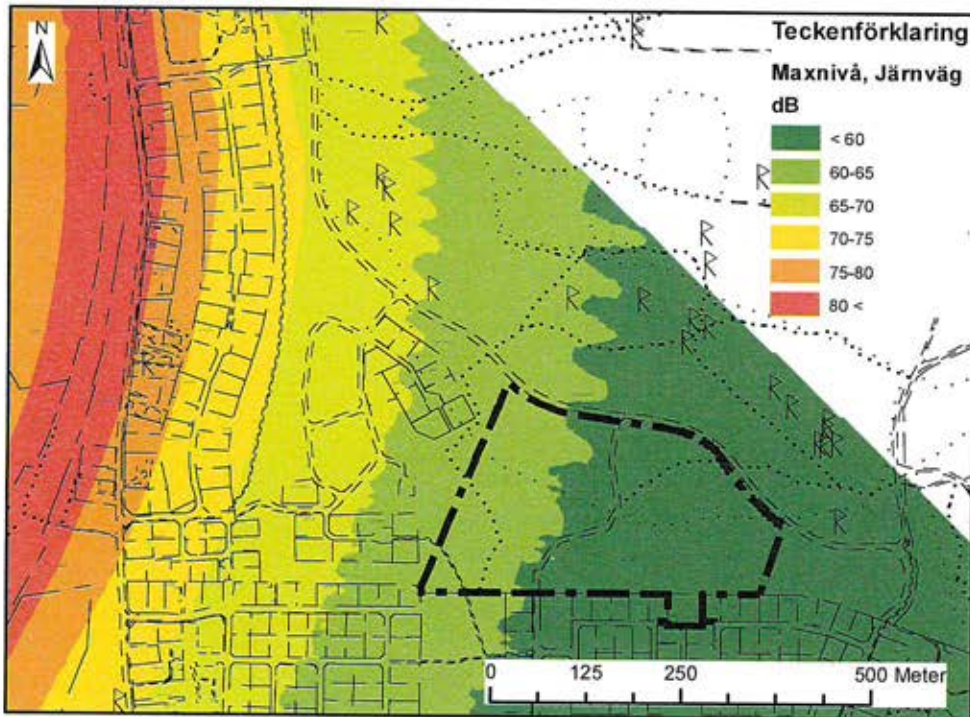 N
Teckenförklaring
Maxnivå, Järnväg
dB
< 60
60-65
65-70
70-75
75-80
80 <
0 125 250 500 Meter